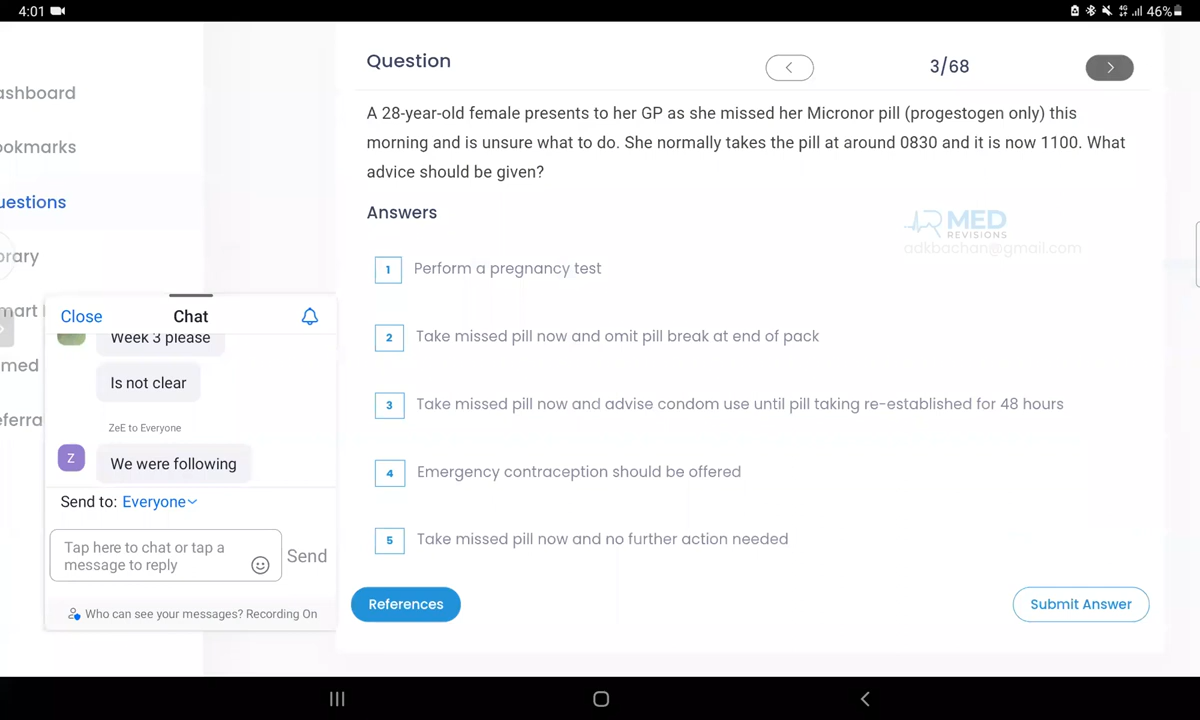 4:01
4G
46%
Question
3/68
A 28-year-old female presents to her GP as she missed her Micronor pill (progestogen only) this
morning and is unsure what to do. She normally takes the pill at around 0830 and it is now 1100. What
advice should be given?
Answers
MED
REVISIONS
adkbachan@gmail.com
1 Perform a pregnancy test
2 Take missed pill now and omit pill break at end of pack
3 Take missed pill now and advise condom use until pill taking re-established for 48 hours
4 Emergency contraception should be offered
5 Take missed pill now and no further action needed
References
Submit Answer
ashboard
ookmarks
uestions
brary
mart
med
eferra
Close
Chat
Week 3 please
Is not clear
ZeE to Everyone
Z
We were following
Send to: Everyone
Tap here to chat or tap a
message to reply
Send
Who can see your messages? Recording On